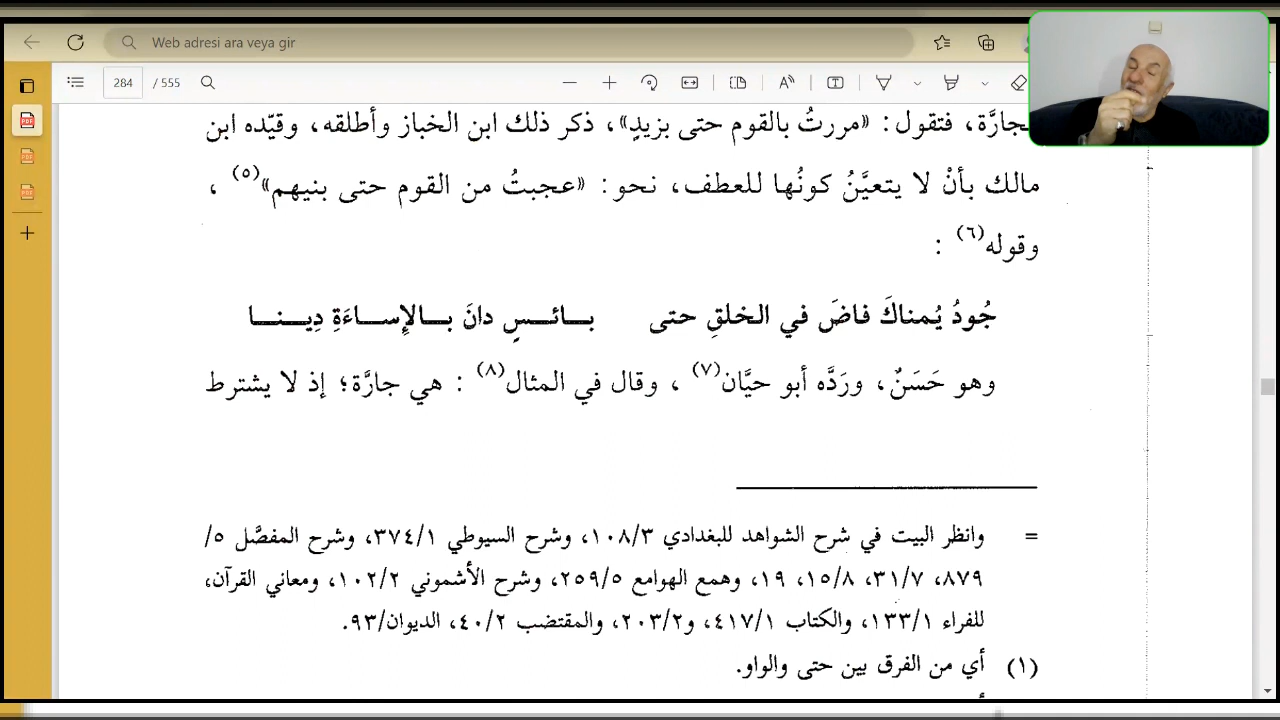 Web adresi ara veya gir
284 / 555
الجارَّة، فتقول: «مررتُ بالقوم حتى بزيدٍ»، ذكر ذلك ابن الخباز وأطلقه، وقيّده ابن
مالك بأنْ لا يتعيَّنُ كونُها للعطف، نحو: «عجبتُ من القوم حتى بنيهم»(٥) ،
وقوله(٦) :
جُودُ يُمناكَ فاضَ في الخلقِ حتى بـائـسٍ دانَ بـالإسـاءَةِ دِيـنـا
وهو حَسَنٌ، ورَدَّه أبو حيَّان(٧) ، وقال في المثال(٨) : هي جارَّة؛ إذ لا يشترط
= وانظر البيت في شرح الشواهد للبغدادي ١٠٨/٣، وشرح السيوطي ٣٧٤/١، وشرح المفصَّل ٥/
٨٧٩، ٣١/٧، ١٥/٨، ١٩، وهمع الهوامع ٢٥٩/٥، وشرح الأشموني ١٠٢/٢، ومعاني القرآن،
للفراء ١٣٣/١، والكتاب ٤١٧/١، و٢٠٣/٢، والمقتضب ٤٠/٢، الديوان/٩٣.
(١) أي من الفرق بين حتى والواو.